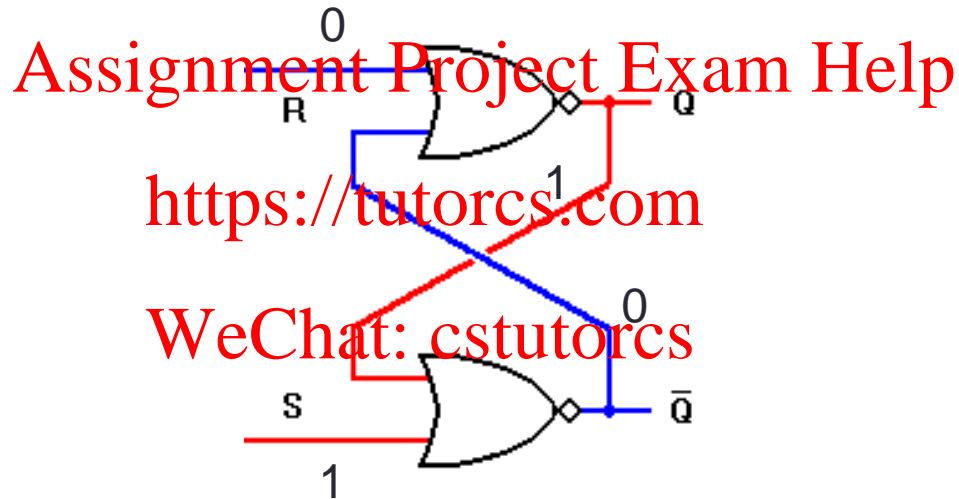 0
Assignment Project Exam Help
R
Q
1
https://tutorcs.com
0
WeChat: cstutorcs
S
Q̅
1